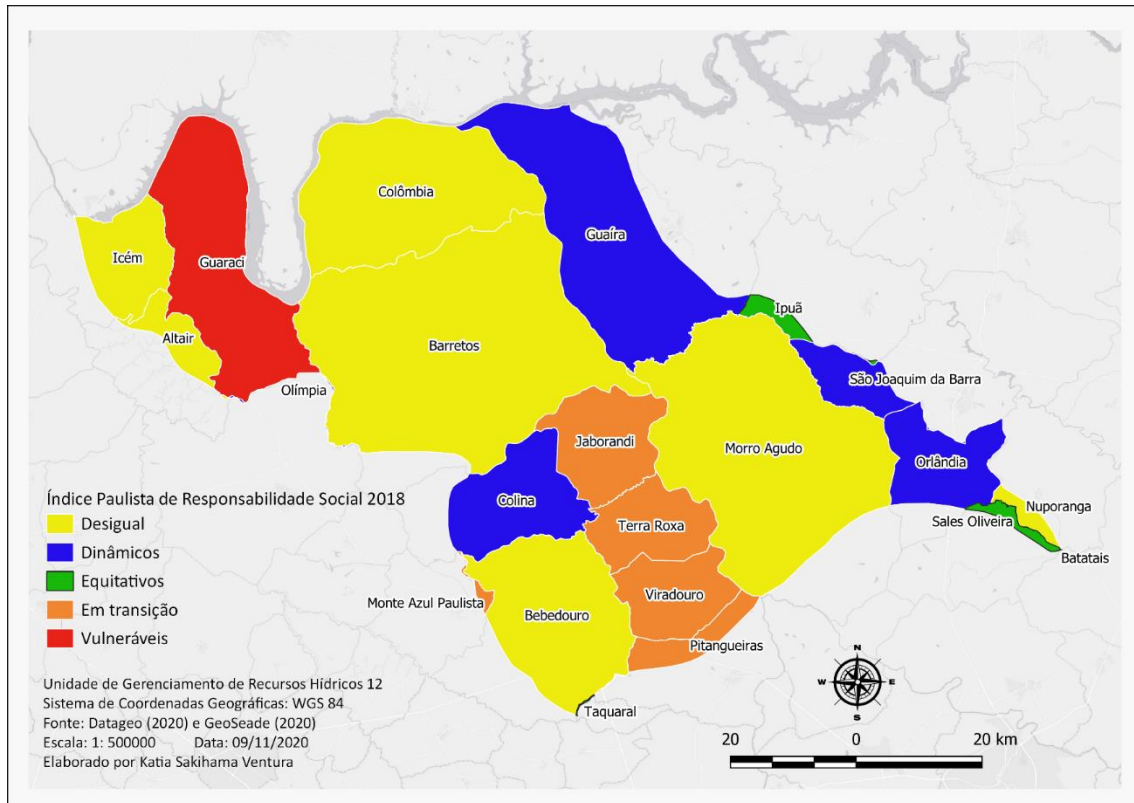 Colômbia
Guaíra
Icém
Guaraci
Ipuã
Altair
Barretos
São Joaquim da Barra
Olímpia
Jaborandi
Morro Agudo
Orlândia
Índice Paulista de Responsabilidade Social 2018
Desigual
Dinâmicos
Equitativos
Em transição
Vulneráveis
Colina
Nuporanga
Sales Oliveira
Terra Roxa
Batatais
Monte Azul Paulista
Bebedouro
Viradouro
Pitangueiras
Taquaral
Unidade de Gerenciamento de Recursos Hídricos 12
Sistema de Coordenadas Geográficas: WGS 84
Fonte: Datageo (2020) e GeoSeade (2020)
Escala: 1: 500000 Data: 09/11/2020
Elaborado por Katia Sakihama Ventura
N
W E
S
20 0 20 km